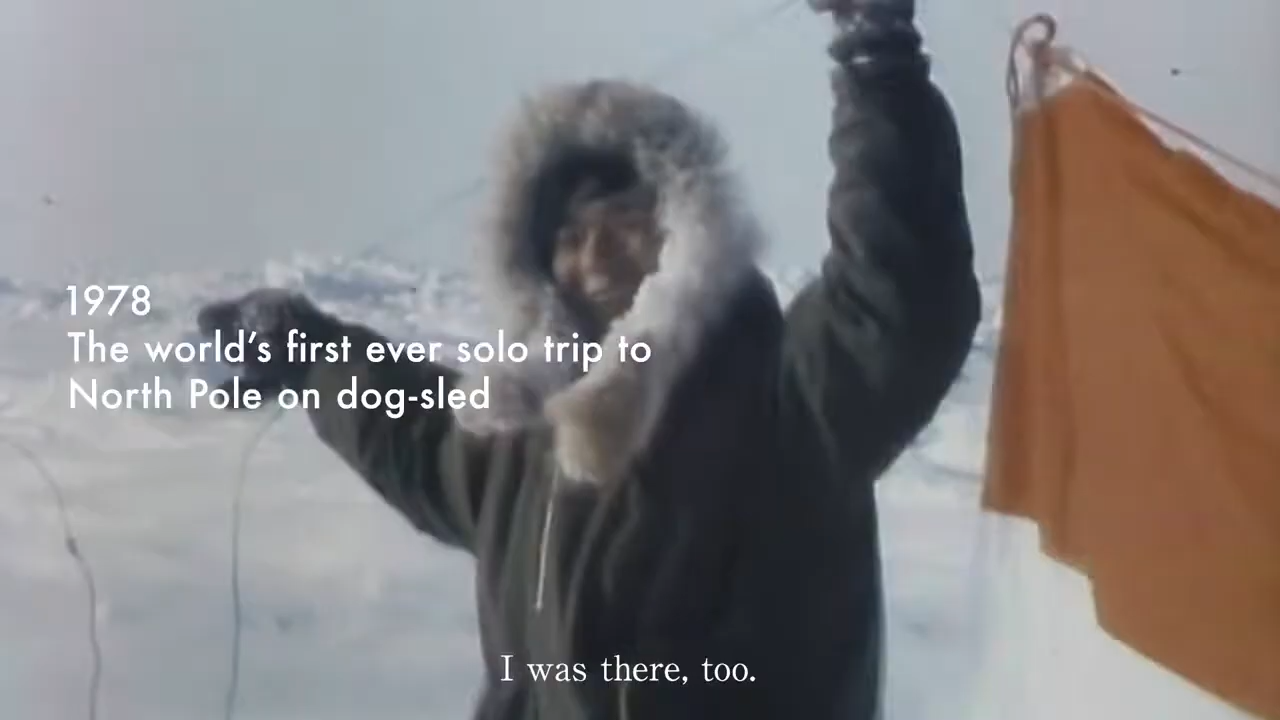 1978
The world's first ever solo trip to
North Pole on dog-sled
I was there, too.